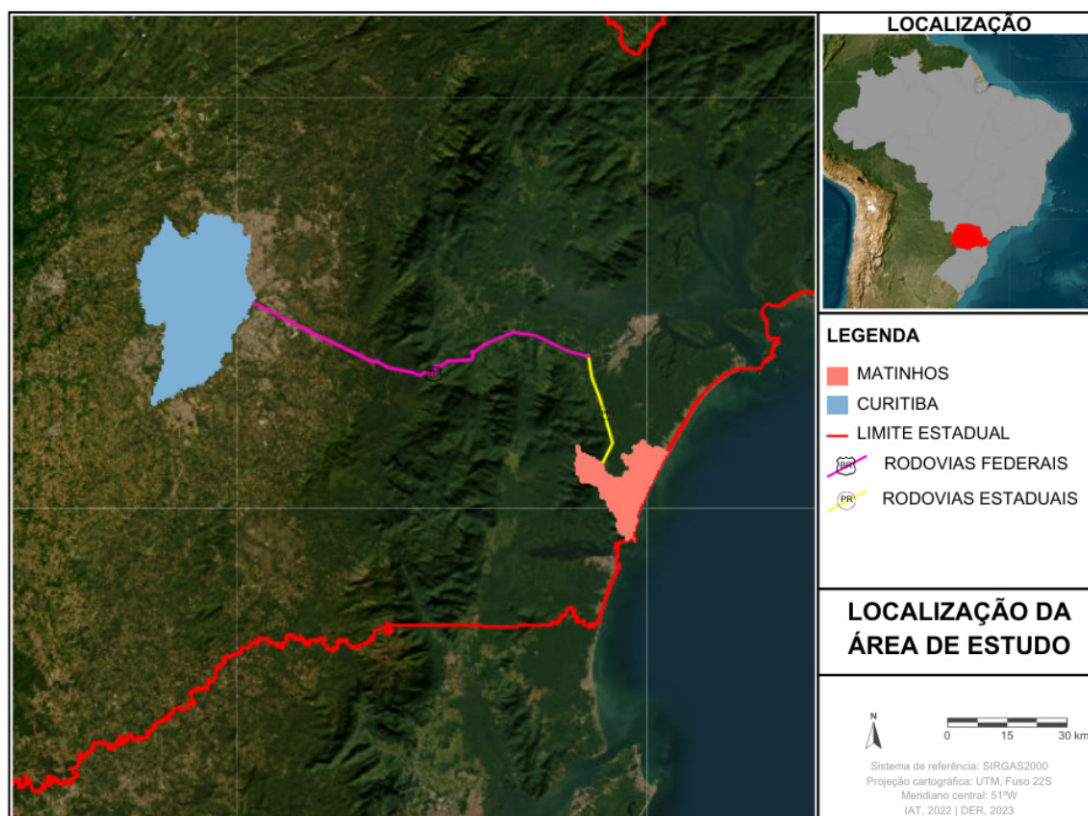 LOCALIZAÇÃO
LEGENDA
MATINHOS
CURITIBA
LIMITE ESTADUAL
BR RODOVIAS FEDERAIS
PR RODOVIAS ESTADUAIS
LOCALIZAÇÃO DA
ÁREA DE ESTUDO
N
0 15 30 km
Sistema de referência: SIRGAS2000
Projeção cartográfica: UTM, Fuso 22S
Meridiano central: 51ºW
IAT, 2022 | DER, 2023